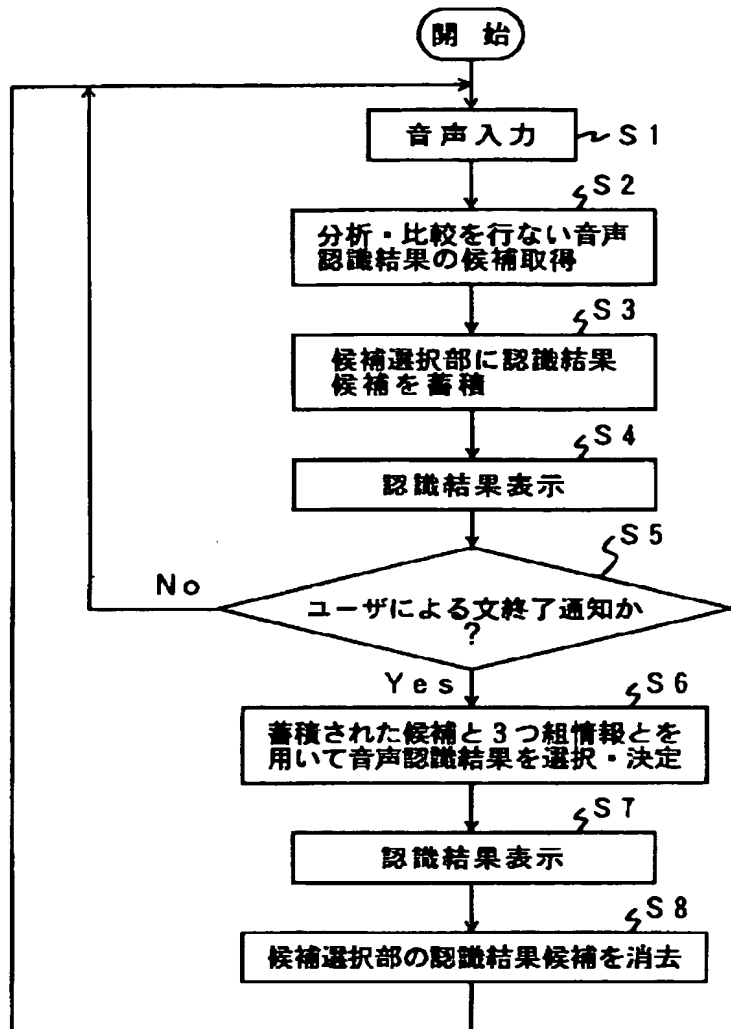 開始
音声入力
S1
S2
分析・比較を行ない音声
認識結果の候補取得
S3
候補選択部に認識結果
候補を蓄積
S4
認識結果表示
S5
No
ユーザによる文終了通知か
?
Yes
S6
蓄積された候補と3つ組情報とを
用いて音声認識結果を選択・決定
S7
認識結果表示
S8
候補選択部の認識結果候補を消去